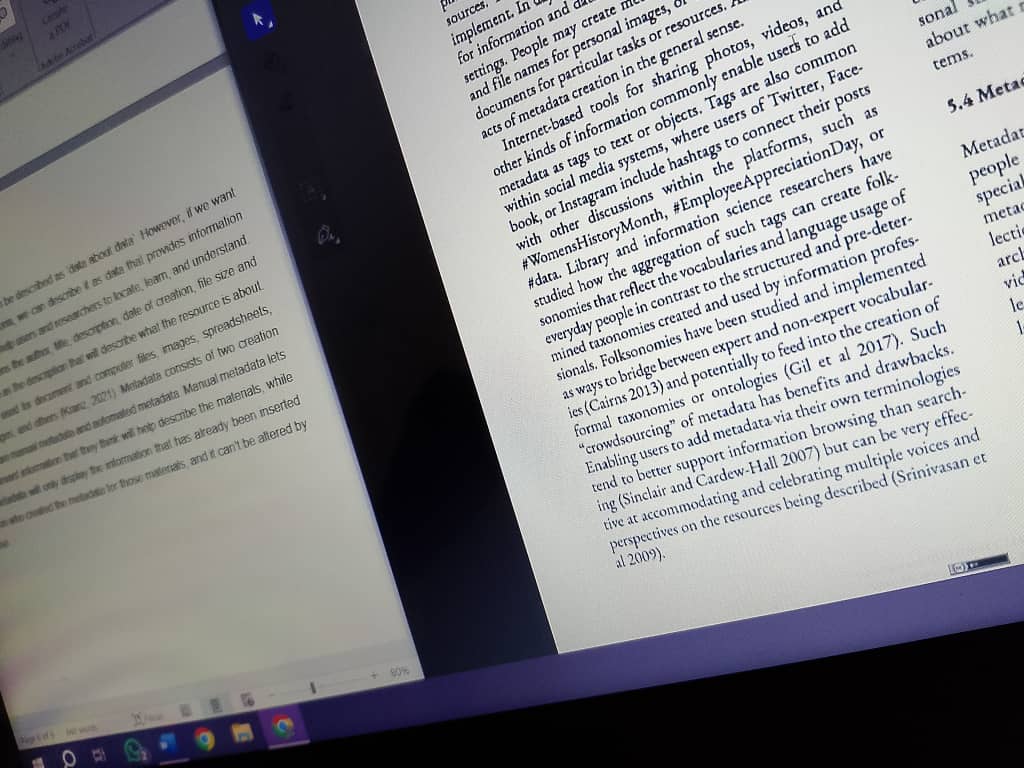 Create
a PDF
Adobe Acrobat
be described as 'data about data'. However, if we want
we can describe it as data that provides information
users and researchers to locate, learn, and understand.
the author, title, description, date of creation, file size and
the description that will describe what the resource is about.
used for document and computer files, images, spreadsheets,
and others (Kranz, 2021). Metadata consists of two creation
manual metadata and automated metadata. Manual metadata lets
information that they think will help describe the materials, while
will only display the information that has already been inserted
who created the metadata for those materials, and it can't be altered by
60%
sources.
implement. In
for information and
settings. People may create
and file names for personal images, or
documents for particular tasks or resources.
acts of metadata creation in the general sense.
Internet-based tools for sharing photos, videos, and
other kinds of information commonly enable users to add
metadata as tags to text or objects. Tags are also common
within social media systems, where users of Twitter, Face-
book, or Instagram include hashtags to connect their posts
with other discussions within the platforms, such as
#WomensHistoryMonth, #EmployeeAppreciationDay, or
#data. Library and information science researchers have
studied how the aggregation of such tags can create folk-
sonomies that reflect the vocabularies and language usage of
everyday people in contrast to the structured and pre-deter-
mined taxonomies created and used by information profes-
sionals. Folksonomies have been studied and implemented
as ways to bridge between expert and non-expert vocabular-
ies (Cairns 2013) and potentially to feed into the creation of
formal taxonomies or ontologies (Gil et al 2017). Such
"crowdsourcing" of metadata has benefits and drawbacks.
Enabling users to add metadata via their own terminologies
tend to better support information browsing than search-
ing (Sinclair and Cardew-Hall 2007) but can be very effec-
tive at accommodating and celebrating multiple voices and
perspectives on the resources being described (Srinivasan et
al 2009).
sonal
about what
tems.
5.4 Meta
Metadat
people
special
meta
lecti
arc
vid
le